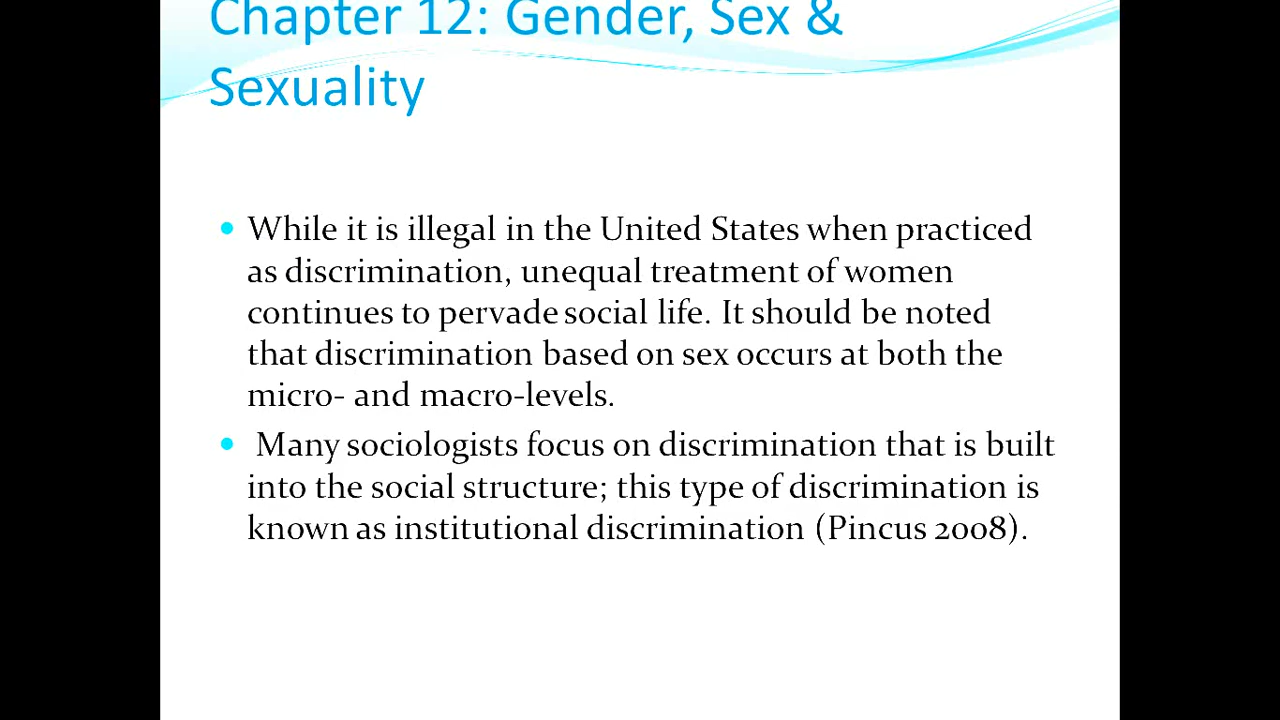 Chapter 12: Gender, Sex &
Sexuality
While it is illegal in the United States when practiced
as discrimination, unequal treatment of women
continues to pervade social life. It should be noted
that discrimination based on sex occurs at both the
micro- and macro-levels.
Many sociologists focus on discrimination that is built
into the social structure; this type of discrimination is
known as institutional discrimination (Pincus 2008).